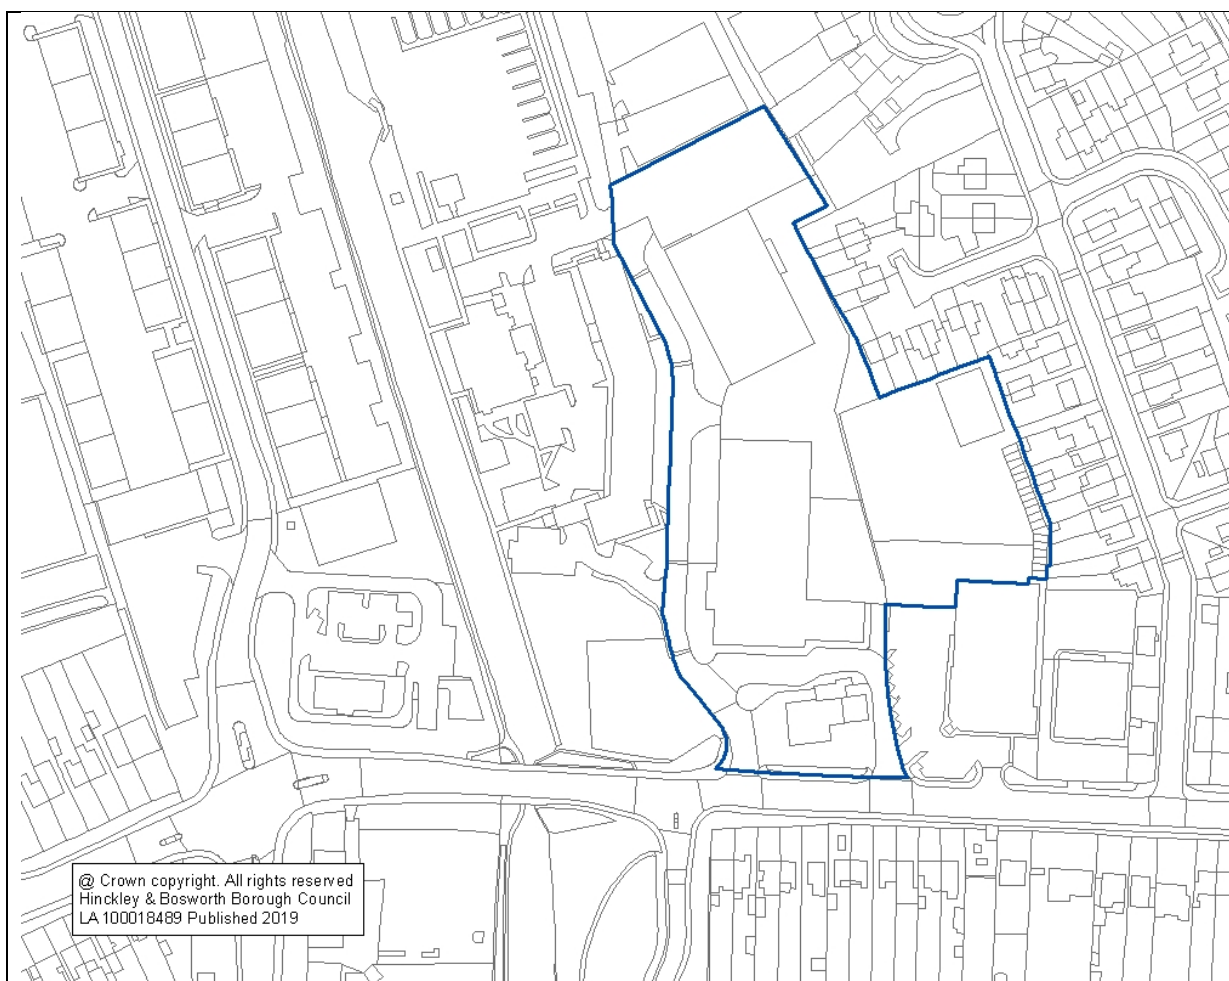 @ Crown copyright. All rights reserved
Hinckley & Bosworth Borough Council
LA 100018489 Published 2019